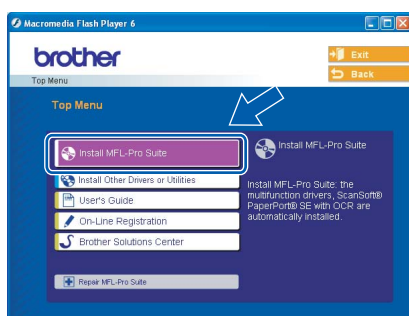 Macromedia Flash Player 6
brother
Exit
Back
Top Menu
Top Menu
Install MFL-Pro Suite
Install MFL-Pro Suite
Install Other Drivers or Utilities
User's Guide
On-Line Registration
Brother Solutions Center
Repair MFL-Pro Suite
Install MFL-Pro Suite: the
multifunction drivers, ScanSoft®
PaperPort® SE with OCR are
automatically installed.